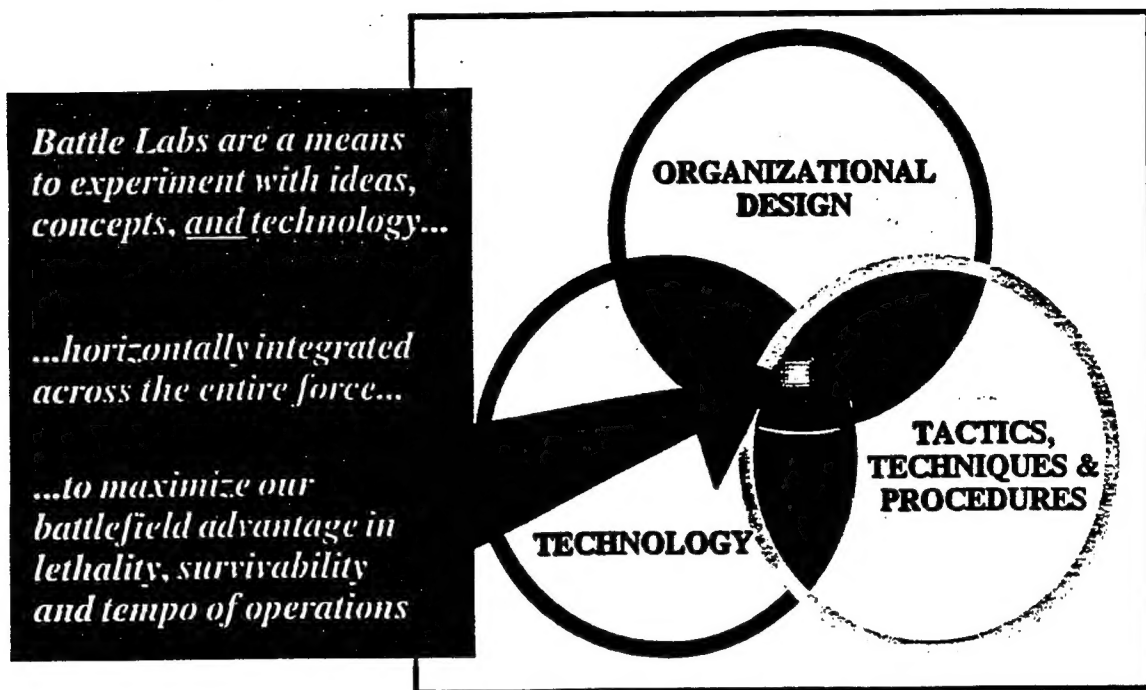 Battle Labs are a means
to experiment with ideas,
concepts, and technology...
...horizontally integrated
across the entire force...
...to maximize our
battlefield advantage in
lethality, survivability
and tempo of operations
ORGANIZATIONAL
DESIGN
TACTICS,
TECHNIQUES &
PROCEDURES
TECHNOLOGY